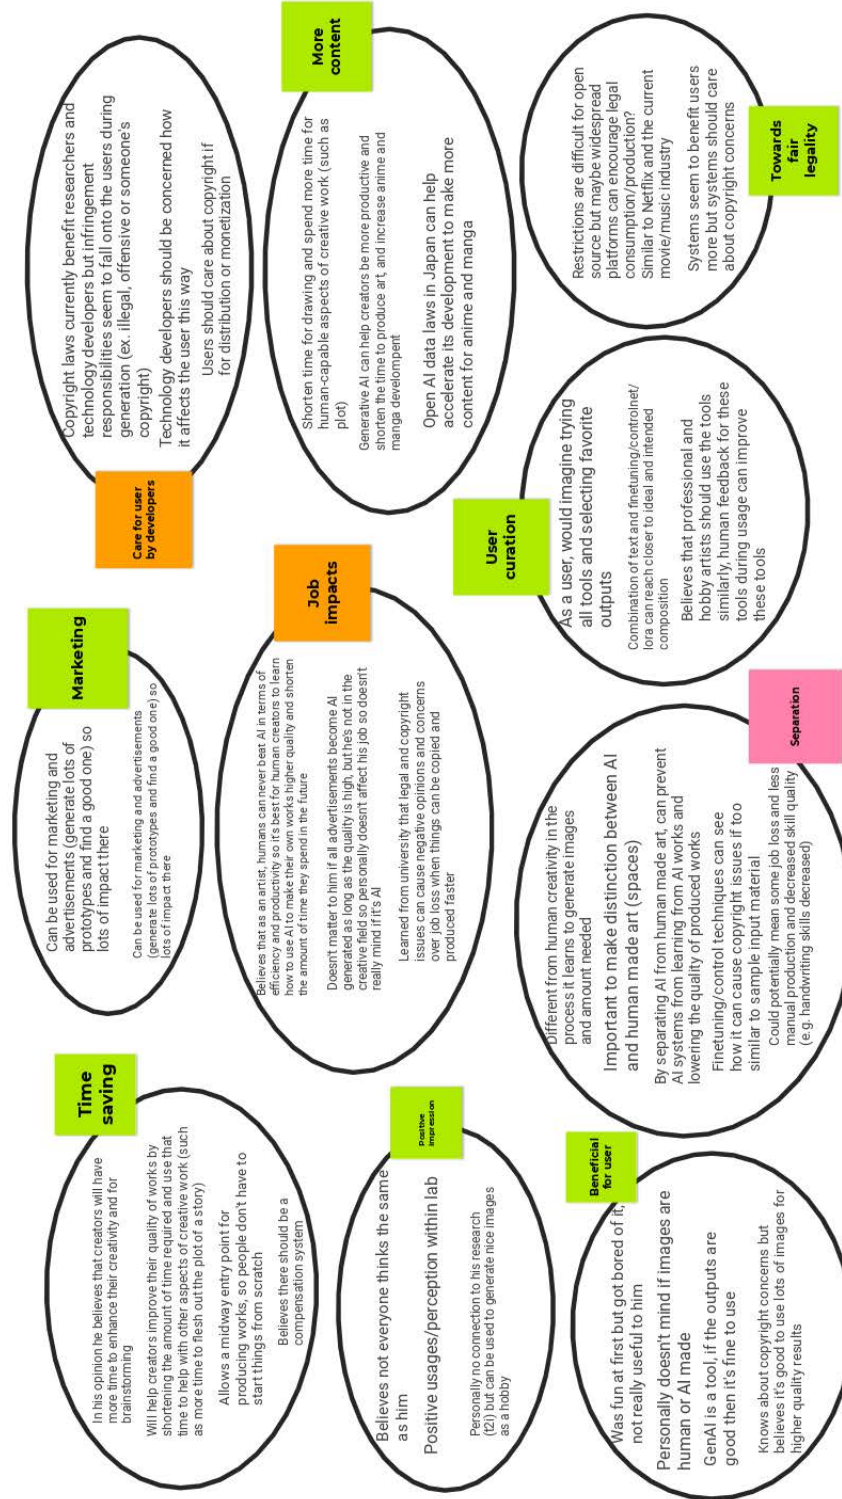 Time
saving
In his opinion he believes that creators will have
more time to enhance their creativity and for
brainstorming
Will help creators improve their quality of works by
shortening the amount of time required and use that
time to help with other aspects of creative work (such
as more time to flesh out the plot of a story)
Allows a midway entry point for
producing works, so people don't have to
start things from scratch
Believes there should be a
compensation system
Marketing
Can be used for marketing and
advertisements (generate lots of
prototypes and find a good one) so
lots of impact there
Can be used for marketing and advertisements
(generate lots of prototypes and find a good one) so
lots of impact there
Care for user
by developers
Copyright laws currently benefit researchers and
technology developers but infringement
responsibilities seem to fall onto the users during
generation (ex. illegal, offensive or someone's
copyright)
Technology developers should be concerned how
it affects the user this way
Users should care about copyright if
for distribution or monetization
Positive
impression
Believes not everyone thinks the same
as him
Positive usages/perception within lab
Personally no connection to his research
(t2i) but can be used to generate nice images
as a hobby
Job
impacts
Believes that as an artist, humans can never beat AI in terms of
efficiency and productivity so it's best for human creators to learn
how to use AI to make their own works higher quality and shorten
the amount of time they spend in the future
Doesn't matter to him if all advertisements become AI
generated as long as the quality is high, but he's not in the
creative field so personally doesn't affect his job so doesn't
really mind if it's AI
Learned from university that legal and copyright
issues can cause negative opinions and concerns
over job loss when things can be copied and
produced faster
More
content
Shorten time for drawing and spend more time for
human-capable aspects of creative work (such as
plot)
Generative AI can help creators be more productive and
shorten the time to produce art, and increase anime and
manga development
Open AI data laws in Japan can help
accelerate its development to make more
content for anime and manga
Beneficial
for user
Was fun at first but got bored of it,
not really useful to him
Personally doesn't mind if images are
human or AI made
GenAI is a tool, if the outputs are
good then it's fine to use
Knows about copyright concerns but
believes it's good to use lots of images for
higher quality results
Separation
Different from human creativity in the
process it learns to generate images
and amount needed
Important to make distinction between AI
and human made art (spaces)
By separating AI from human made art, can prevent
AI systems from learning from AI works and
lowering the quality of produced works
Finetuning/control techniques can see
how it can cause copyright issues if too
similar to sample input material
Could potentially mean some job loss and less
manual production and decreased skill quality
(e.g. handwriting skills decreased)
User
curation
As a user, would imagine trying
all tools and selecting favorite
outputs
Combination of text and finetuning/controlnet/
lora can reach closer to ideal and intended
composition
Believes that professional and
hobby artists should use the tools
similarly, human feedback for these
tools during usage can improve
these tools
Towards
fair
legality
Restrictions are difficult for open
source but maybe widespread
platforms can encourage legal
consumption/production?
Similar to Netflix and the current
movie/music industry
Systems seem to benefit users
more but systems should care
about copyright concerns